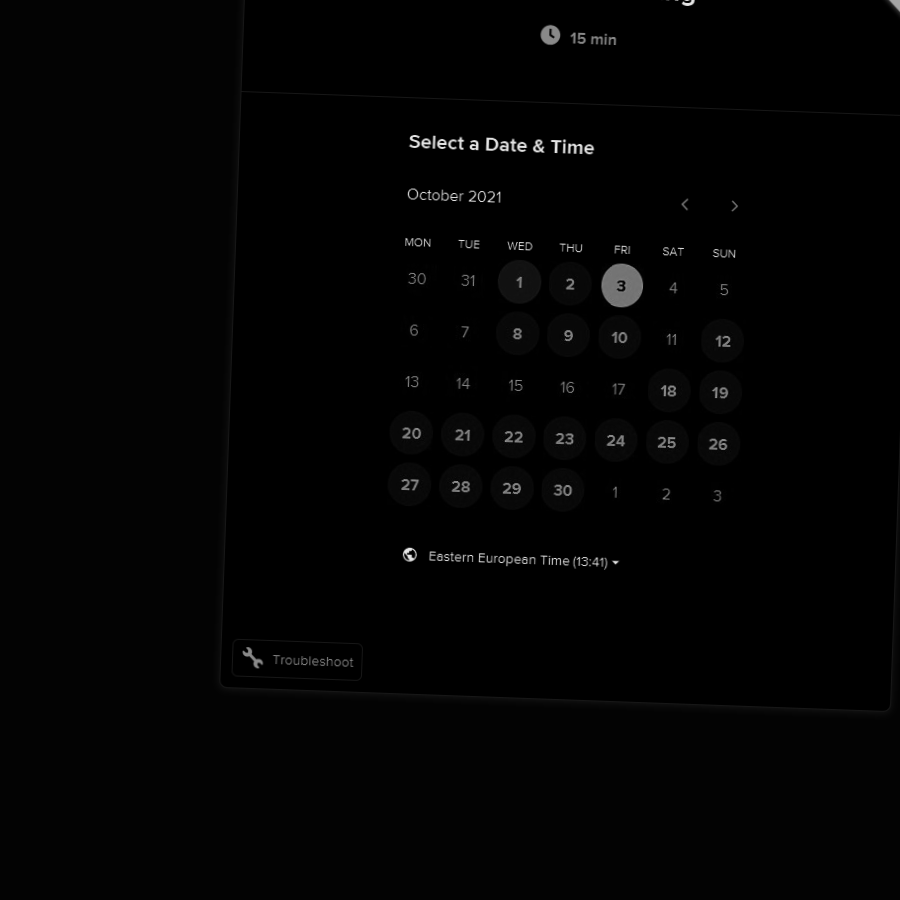 15 min
Select a Date & Time
October 2021
MON TUE WED THU FRI SAT SUN
30 31 1 2 3 4 5
6 7 8 9 10 11 12
13 14 15 16 17 18 19
20 21 22 23 24 25 26
27 28 29 30 1 2 3
Eastern European Time (13:41)
Troubleshoot